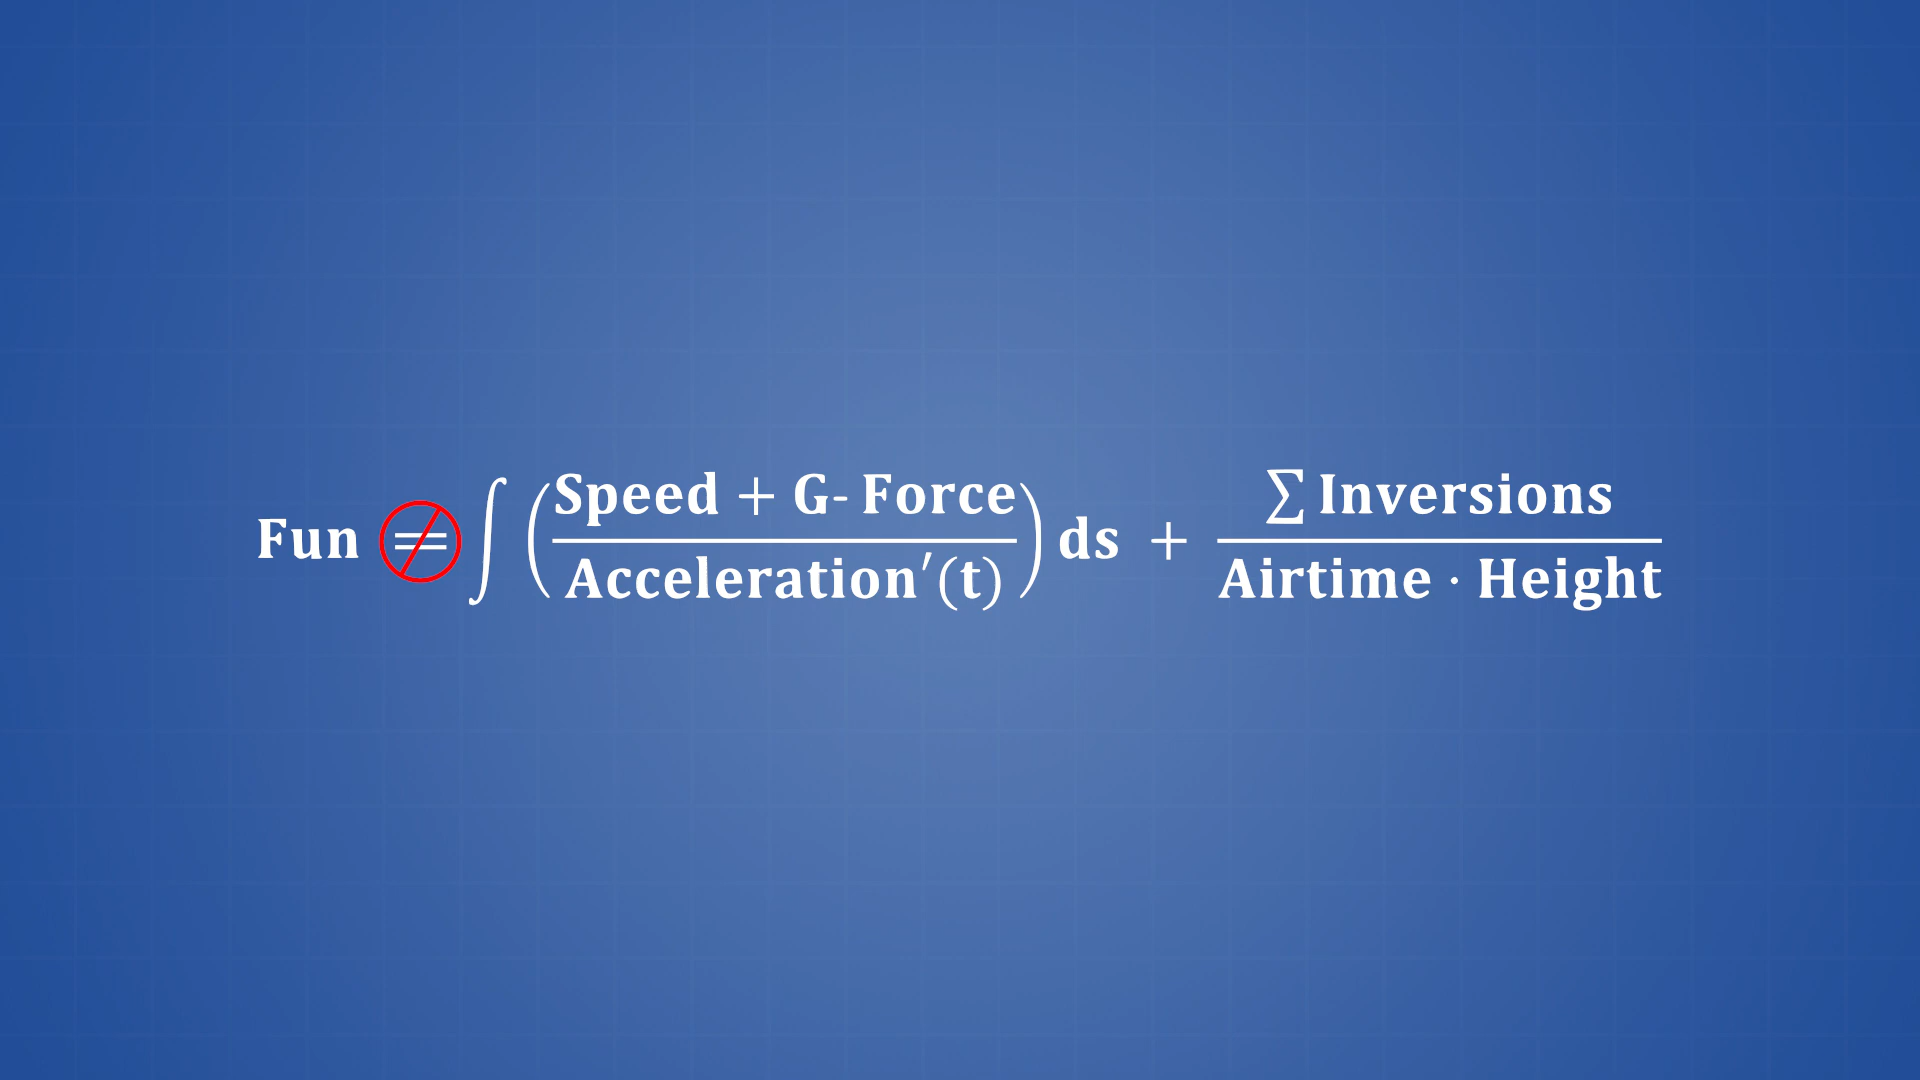 Fun = ∫ (Speed + G- Force / Acceleration′(t)) ds + ∑ Inversions / Airtime · Height